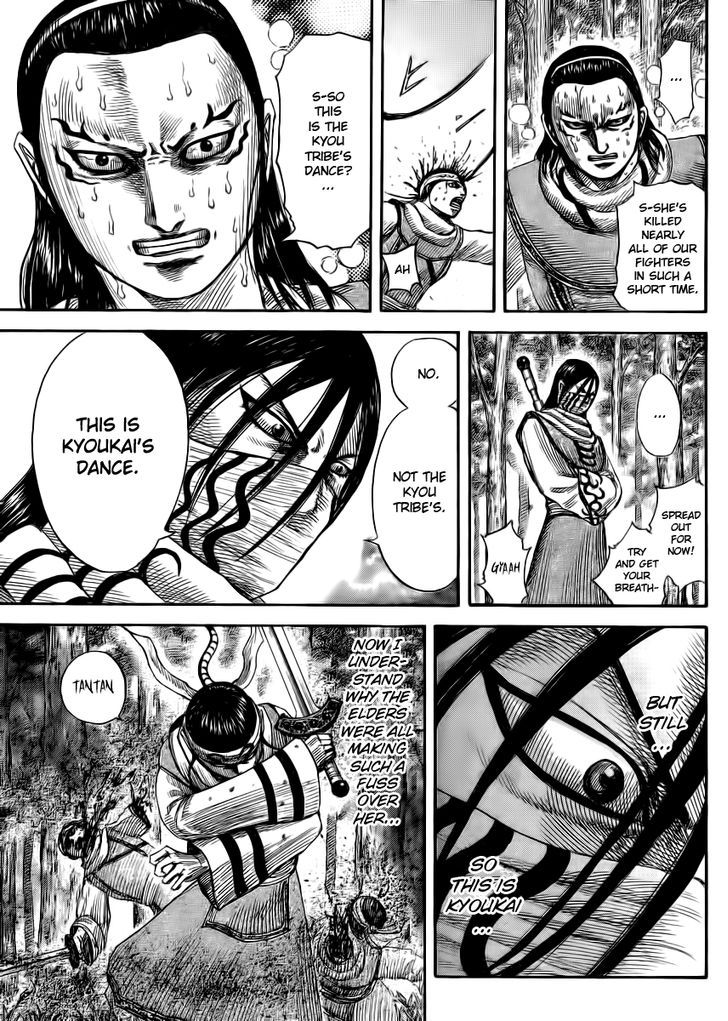 ...
S-SHE'S
KILLED
NEARLY
ALL OF OUR
FIGHTERS
IN SUCH A
SHORT TIME.
AH
S-SO
THIS
IS THE
KYOU
TRIBE'S
DANCE?
...
...
SPREAD
OUT
FOR
NOW!
TRY
AND GET
YOUR
BREATH-
GYAAH
NO.
NOT THE
KYOU
TRIBE'S.
THIS IS
KYOUKAI'S
DANCE.
BUT
STILL
...
SO
THIS IS
KYOUKAI
...
NOW I
UNDER-
STAND
WHY THE
ELDERS
WERE ALL
MAKING
SUCH A
FUSS
OVER
HER...
TANTAN